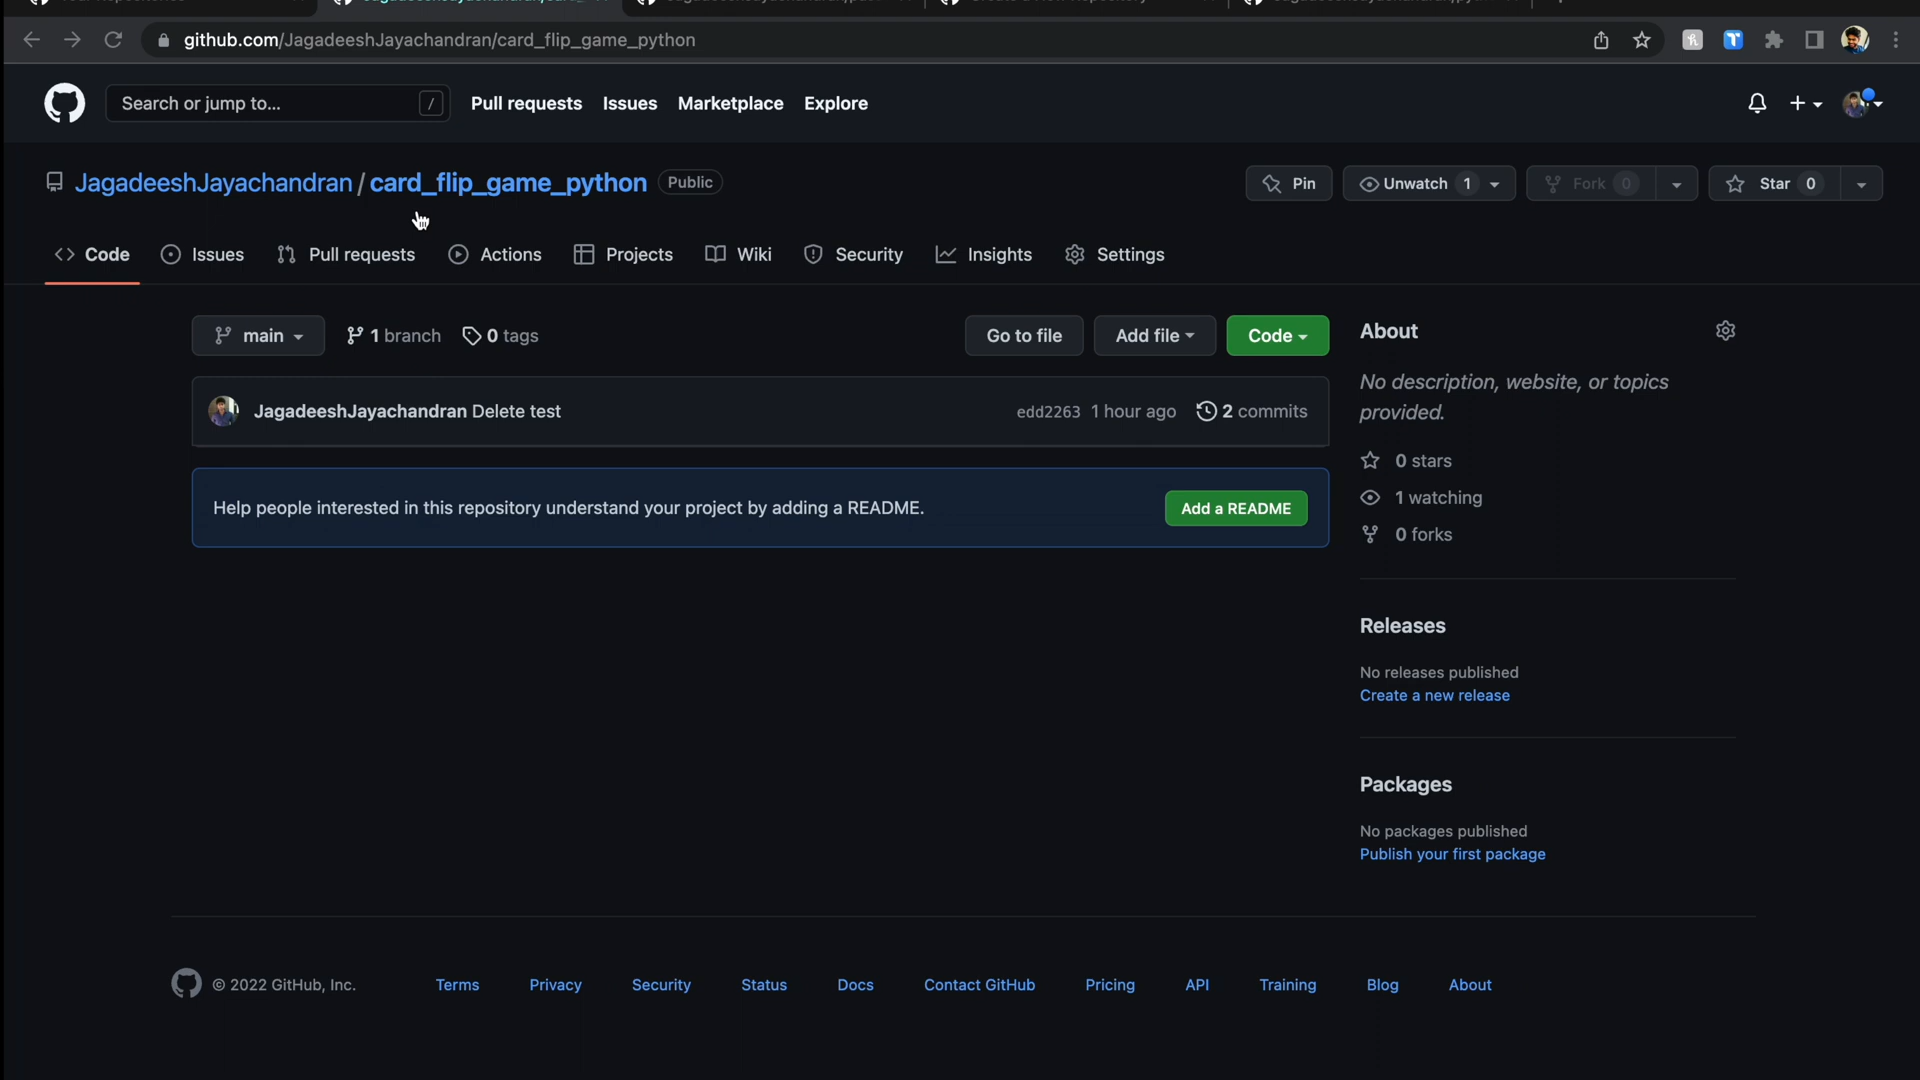 github.com/JagadeeshJayachandran/card_flip_game_python
Search or jump to... /
Pull requests Issues Marketplace Explore
JagadeeshJayachandran / card_flip_game_python Public
Pin Unwatch 1 Fork 0 Star 0
Code Issues Pull requests Actions Projects Wiki Security Insights Settings
main 1 branch 0 tags Go to file Add file Code
JagadeeshJayachandran Delete test edd2263 1 hour ago 2 commits
Help people interested in this repository understand your project by adding a README. Add a README
About
No description, website, or topics
provided.
0 stars
1 watching
0 forks
Releases
No releases published
Create a new release
Packages
No packages published
Publish your first package
© 2022 GitHub, Inc. Terms Privacy Security Status Docs Contact GitHub Pricing API Training Blog About